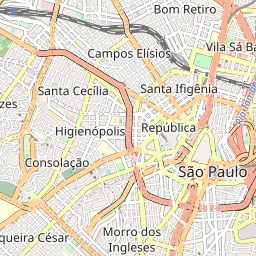 Bom Retiro
Campos Elísios
Vila Sá Ba
Santa Cecília
Santa Ifigênia
zes
Higienópolis
República
Consolação
São Paulo
Morro dos
Ingleses
queira César